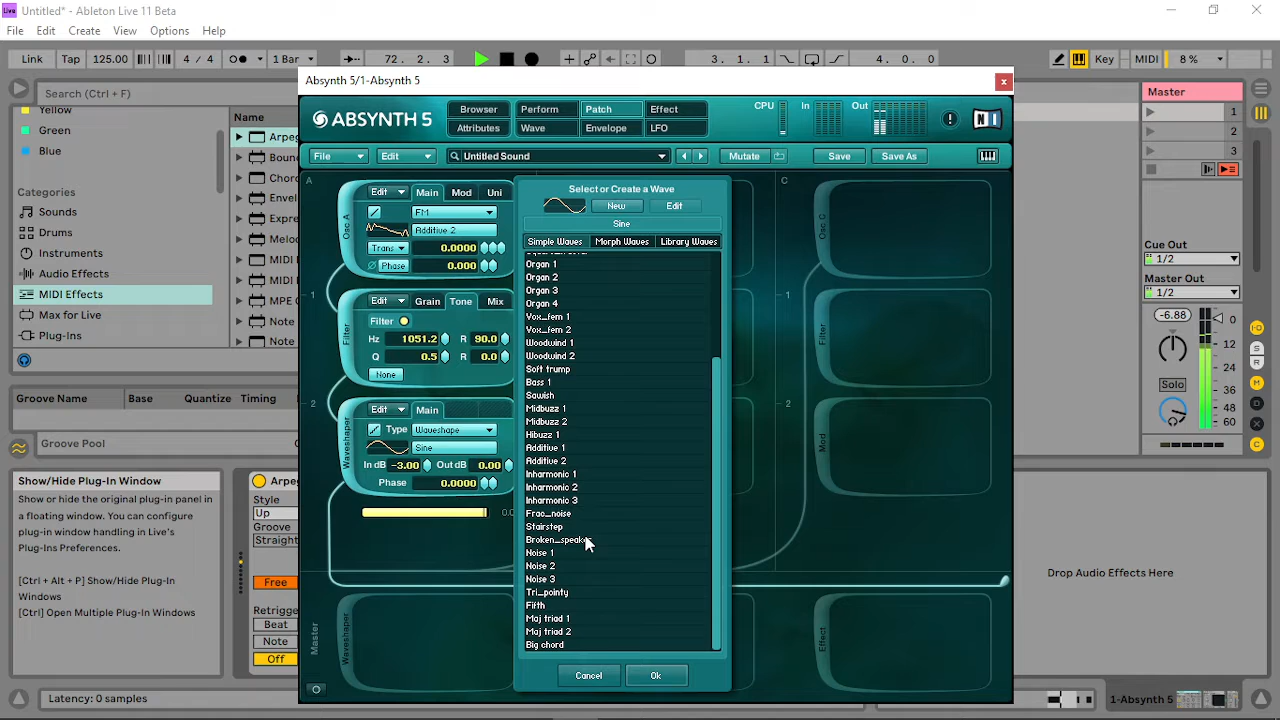 Live Untitled* - Ableton Live 11 Beta
File Edit Create View Options Help
Link Tap 125.00 4 / 4 1 Bar 72. 2. 3 3. 1. 1 4. 0. 0 Key MIDI 8 %
Absynth 5/1-Absynth 5
Search (Ctrl + F)
Yellow
Green
Blue
Categories
Sounds
Drums
Instruments
Audio Effects
MIDI Effects
Max for Live
Plug-Ins
Name
Arpeg
Boun
Chor
Enve
Expre
Melo
MIDI
MIDI
MPE
Note
Note
Groove Name Base Quantize Timing
Groove Pool
Show/Hide Plug-In Window
Show or hide the original plug-in panel in
a floating window. You can configure
plug-in window handling in Live's
Plug-Ins Preferences.
[Ctrl + Alt + P] Show/Hide Plug-In
Windows
[Ctrl] Open Multiple Plug-In Windows
Arpe
Style
Up
Groove
Straight
Free
Retrigge
Beat
Note
Off
Latency: 0 samples
ABSYNTH 5
Browser Perform Patch Effect
Attributes Wave Envelope LFO
CPU In Out
File Edit Untitled Sound Mutate Save Save As
A
C
Osc A
Edit Main Mod Uni
FM
Additive 2
Trans 0.0000
Phase 0.000
1
Filter
Edit Grain Tone Mix
Filter
Hz 1051.2 R 90.0
Q 0.5 R 0.0
None
2
Waveshaper
Edit Main
Type Waveshape
Sine
In dB -3.00 Out dB 0.00
Phase 0.0000
0.0
Master
Waveshaper
Select or Create a Wave
New Edit
Sine
Simple Waves Morph Waves Library Waves
Organ 1
Organ 2
Organ 3
Organ 4
Vox_fem 1
Vox_fem 2
Woodwind 1
Woodwind 2
Soft trump
Bass 1
Sawish
Midbuzz 1
Midbuzz 2
Hibuzz 1
Additive 1
Additive 2
Inharmonic 1
Inharmonic 2
Inharmonic 3
Frac_noise
Stairstep
Broken_speaker
Noise 1
Noise 2
Noise 3
Tri_pointy
Fifth
Maj triad 1
Maj triad 2
Big chord
Cancel Ok
Osc C
1
Filter
2
Mod
Effect
Master
1
2
3
Cue Out
1/2
Master Out
1/2
-6.88
0
12
24
36
48
60
Solo
S
R
M
D
X
C
Drop Audio Effects Here
1-Absynth 5